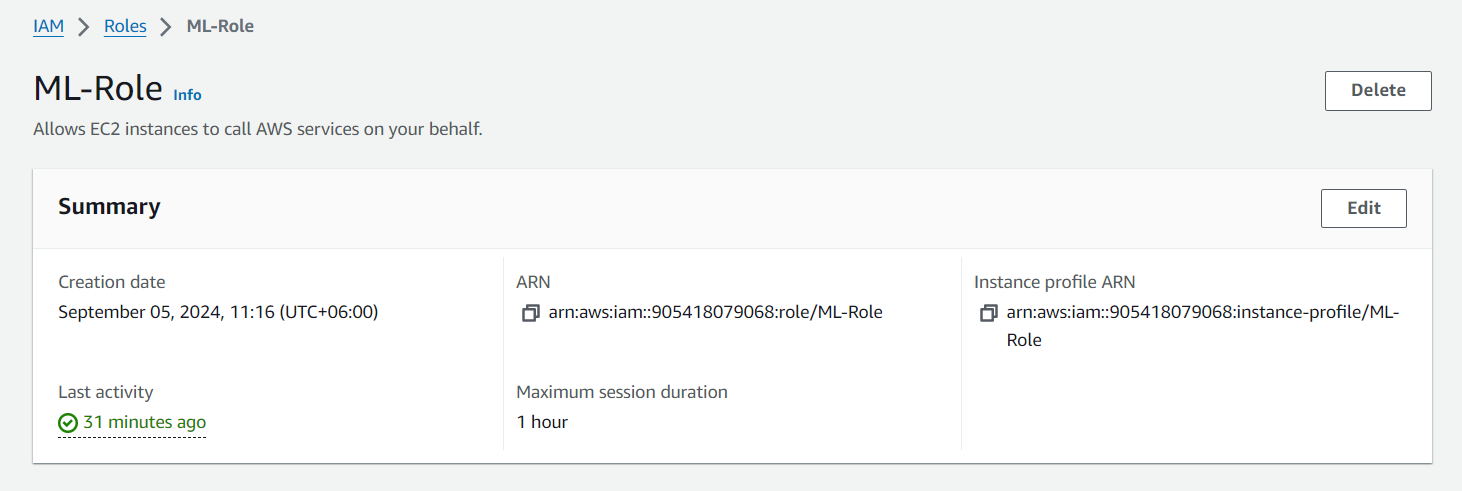 IAM > Roles > ML-Role
ML-Role Info
Delete
Allows EC2 instances to call AWS services on your behalf.
Summary
Edit
Creation date
September 05, 2024, 11:16 (UTC+06:00)
ARN
arn:aws:iam::905418079068:role/ML-Role
Instance profile ARN
arn:aws:iam::905418079068:instance-profile/ML-
Role
Last activity
31 minutes ago
Maximum session duration
1 hour